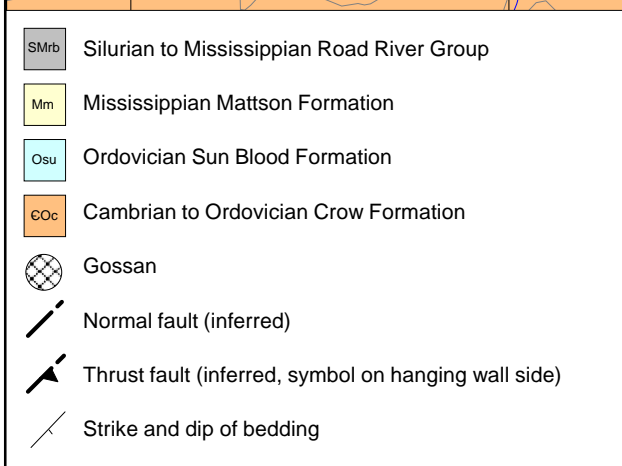 SMrb Silurian to Mississippian Road River Group
Mm Mississippian Mattson Formation
Osu Ordovician Sun Blood Formation
ЄOc Cambrian to Ordovician Crow Formation
Gossan
Normal fault (inferred)
Thrust fault (inferred, symbol on hanging wall side)
Strike and dip of bedding